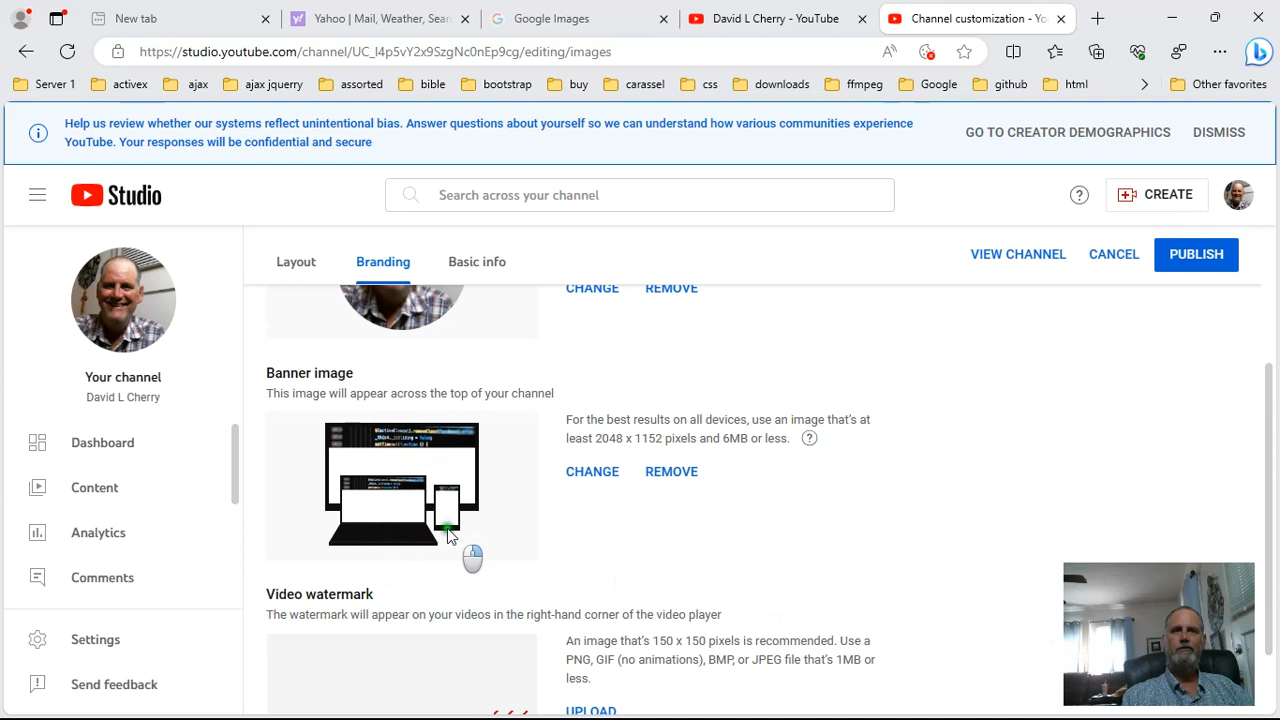 New tab
Yahoo | Mail, Weather, Sear
Google Images
David L Cherry - YouTube
Channel customization - Yo
https://studio.youtube.com/channel/UC_l4p5vY2x9SzgNc0nEp9cg/editing/images
Server 1
activex
ajax
ajax jquerry
assorted
bible
bootstrap
buy
carassel
css
downloads
ffmpeg
Google
github
html
Other favorites
Help us review whether our systems reflect unintentional bias. Answer questions about yourself so we can understand how various communities experience
YouTube. Your responses will be confidential and secure
GO TO CREATOR DEMOGRAPHICS
DISMISS
Studio
Search across your channel
CREATE
Layout
Branding
Basic info
VIEW CHANNEL
CANCEL
PUBLISH
CHANGE
REMOVE
Your channel
David L Cherry
Dashboard
Content
Analytics
Comments
Settings
Send feedback
Banner image
This image will appear across the top of your channel
For the best results on all devices, use an image that's at
least 2048 x 1152 pixels and 6MB or less.
CHANGE
REMOVE
Video watermark
The watermark will appear on your videos in the right-hand corner of the video player
An image that's 150 x 150 pixels is recommended. Use a
PNG, GIF (no animations), BMP, or JPEG file that's 1MB or
less.
UPLOAD